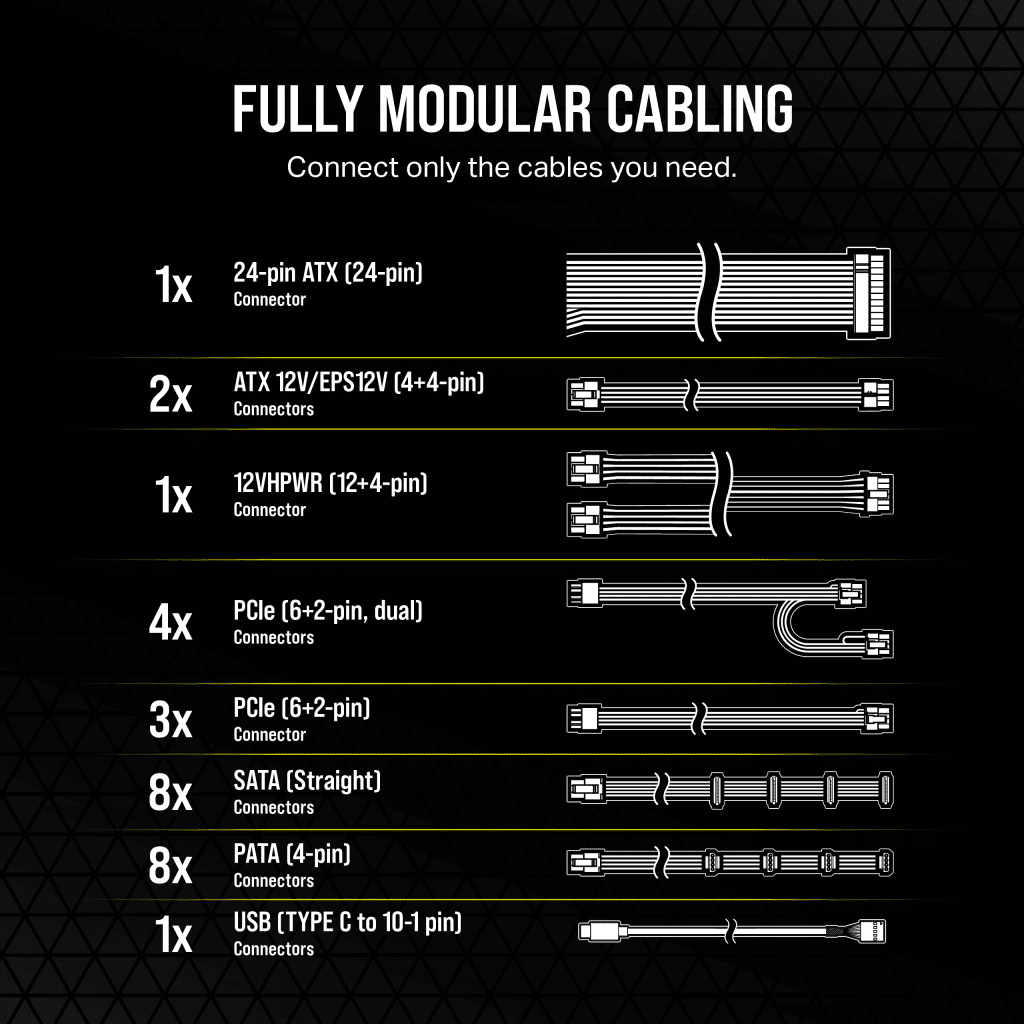 FULLY MODULAR CABLING
Connect only the cables you need.
1x
24-pin ATX (24-pin)
Connector
2x
ATX 12V/EPS12V (4+4-pin)
Connectors
1x
12VHPWR (12+4-pin)
Connector
4x
PCIe (6+2-pin, dual)
Connectors
3x
PCIe (6+2-pin)
Connector
8x
SATA (Straight)
Connectors
8x
PATA (4-pin)
Connectors
1x
USB (TYPE C to 10-1 pin)
Connectors